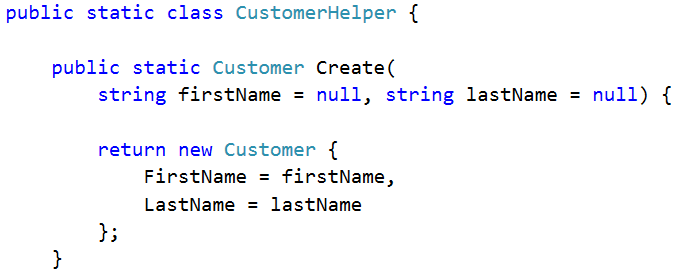 public static class CustomerHelper {
public static Customer Create(
string firstName = null, string lastName = null) {
return new Customer {
FirstName = firstName,
LastName = lastName
};
}